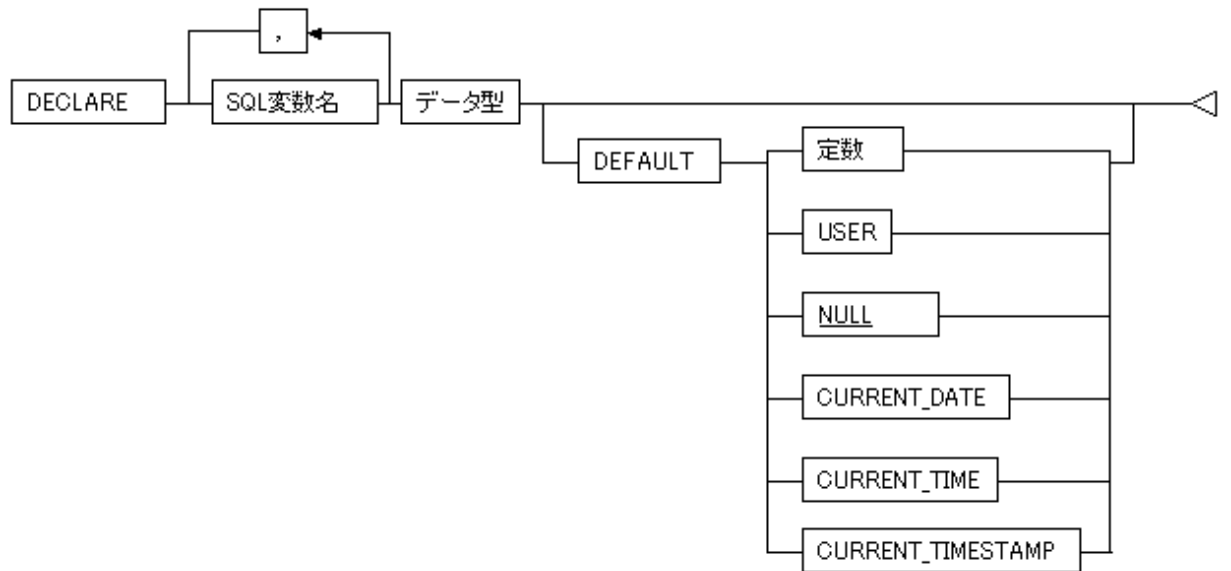 ,
DECLARE SQL変数名 データ型
DEFAULT 定数
USER
NULL
CURRENT_DATE
CURRENT_TIME
CURRENT_TIMESTAMP